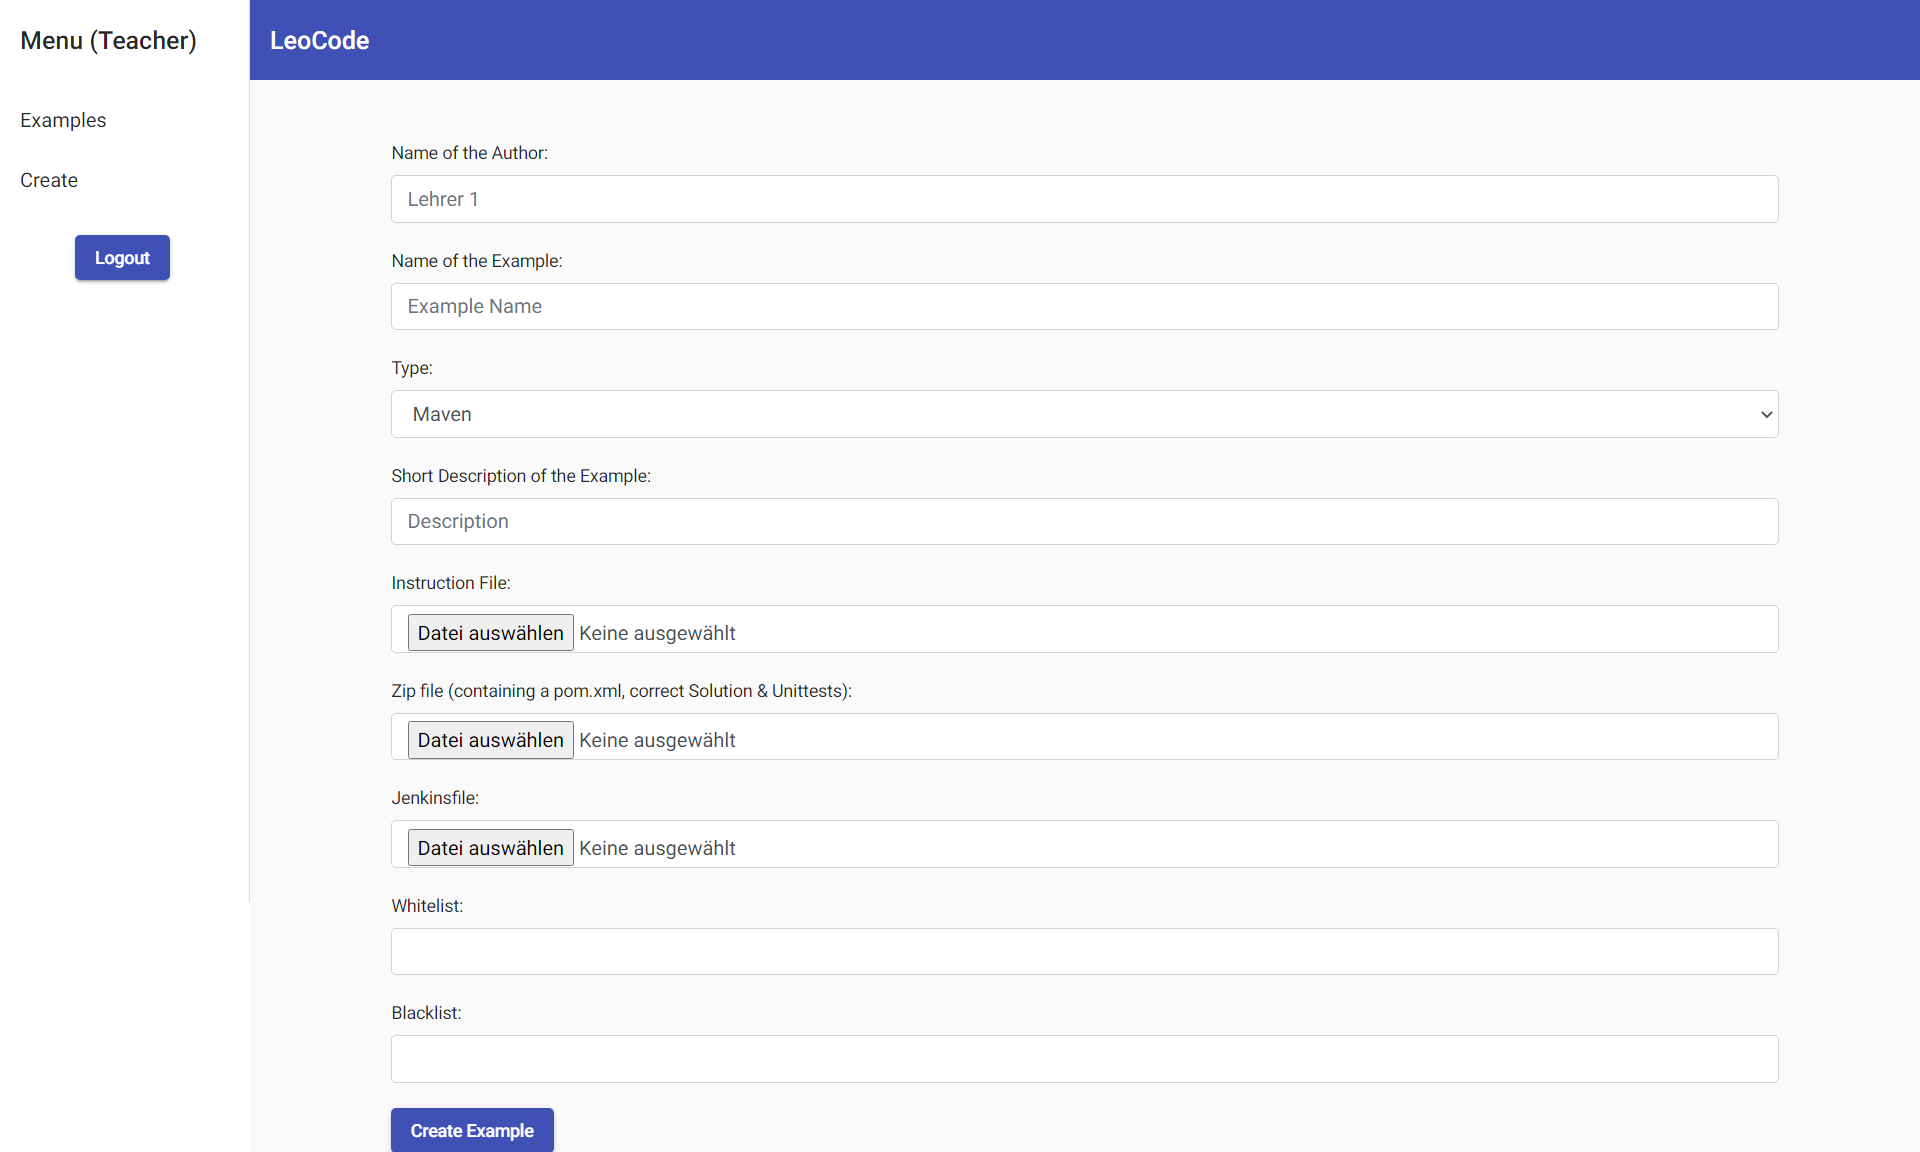 Menu (Teacher)
Examples
Create
Logout
LeoCode
Name of the Author:
Lehrer 1
Name of the Example:
Example Name
Type:
Maven
Short Description of the Example:
Description
Instruction File:
Datei auswählen Keine ausgewählt
Zip file (containing a pom.xml, correct Solution & Unittests):
Datei auswählen Keine ausgewählt
Jenkinsfile:
Datei auswählen Keine ausgewählt
Whitelist:
Blacklist:
Create Example